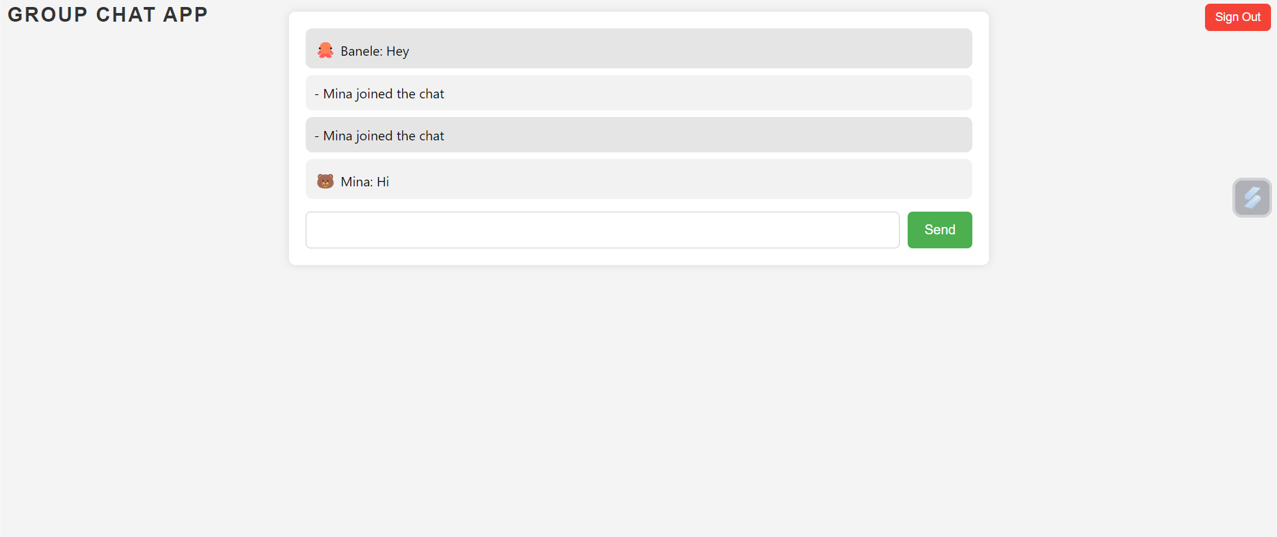 GROUP CHAT APP
Sign Out
Banele: Hey
- Mina joined the chat
- Mina joined the chat
Mina: Hi
Send